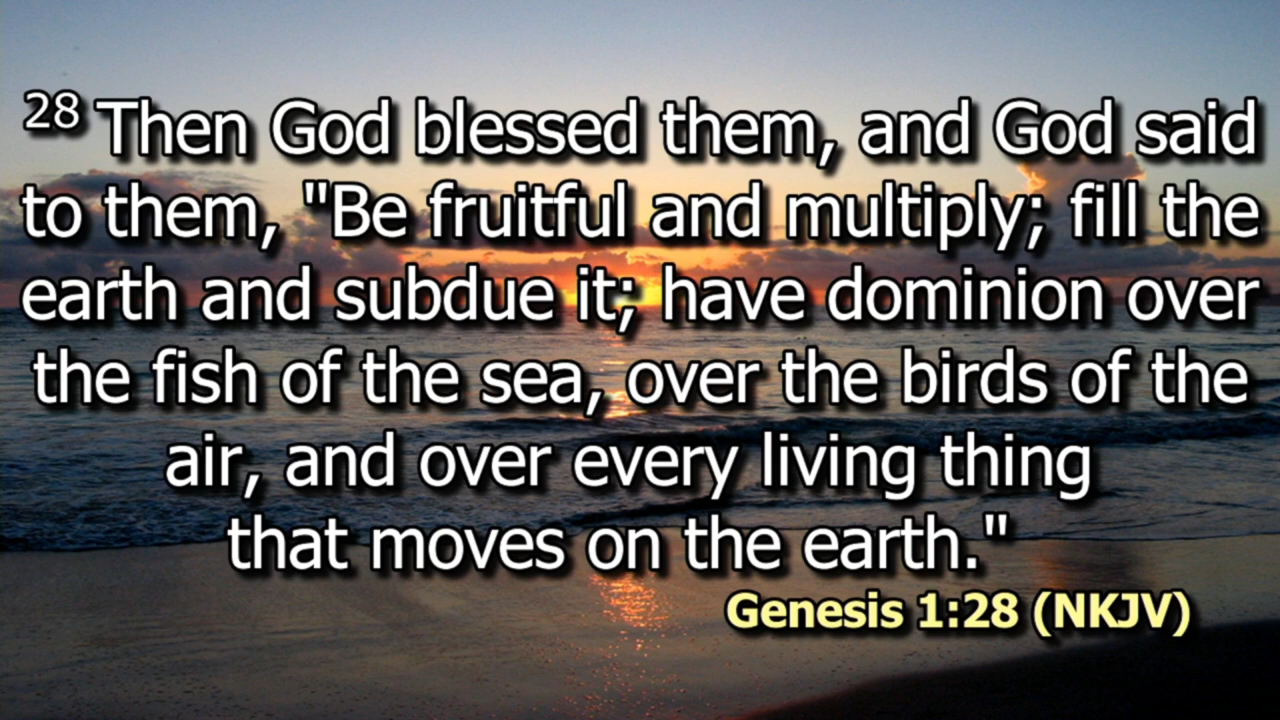 28 Then God blessed them, and God said
to them, "Be fruitful and multiply; fill the
earth and subdue it; have dominion over
the fish of the sea, over the birds of the
air, and over every living thing
that moves on the earth."
Genesis 1:28 (NKJV)